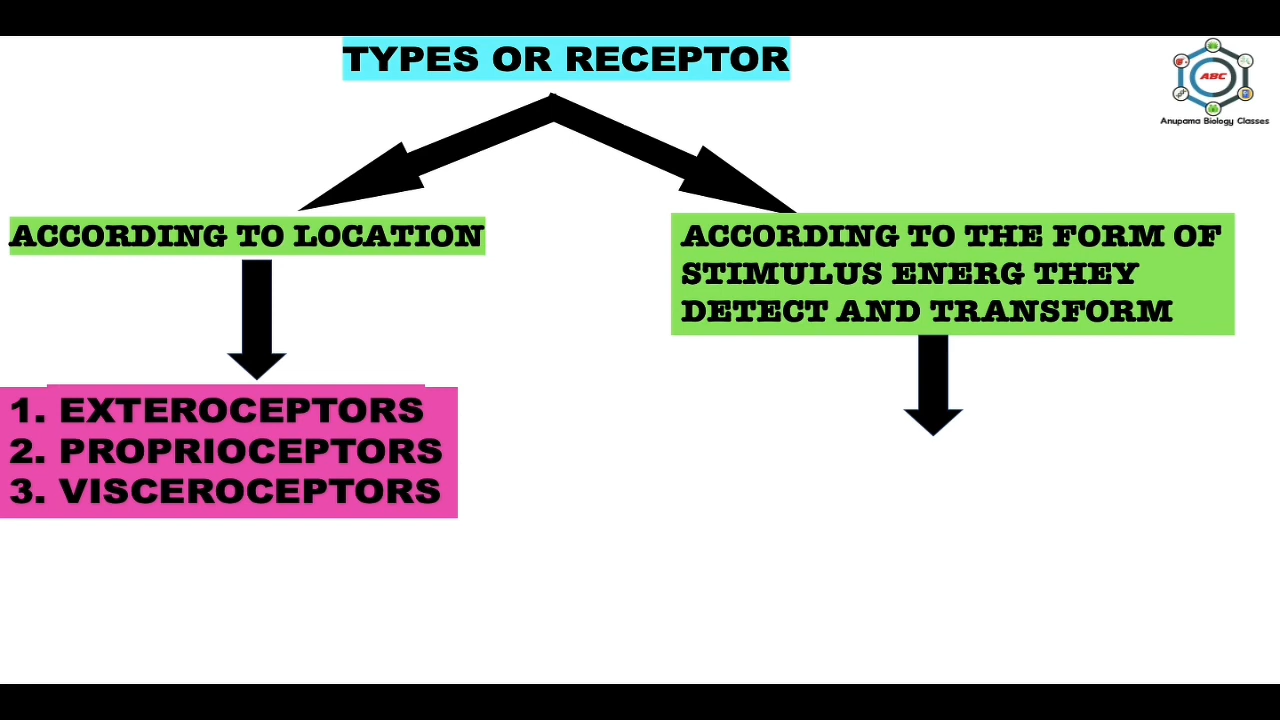 TYPES OR RECEPTOR
ABC
Anupama Biology Classes
ACCORDING TO LOCATION
ACCORDING TO THE FORM OF
STIMULUS ENERG THEY
DETECT AND TRANSFORM
1. EXTEROCEPTORS
2. PROPRIOCEPTORS
3. VISCEROCEPTORS